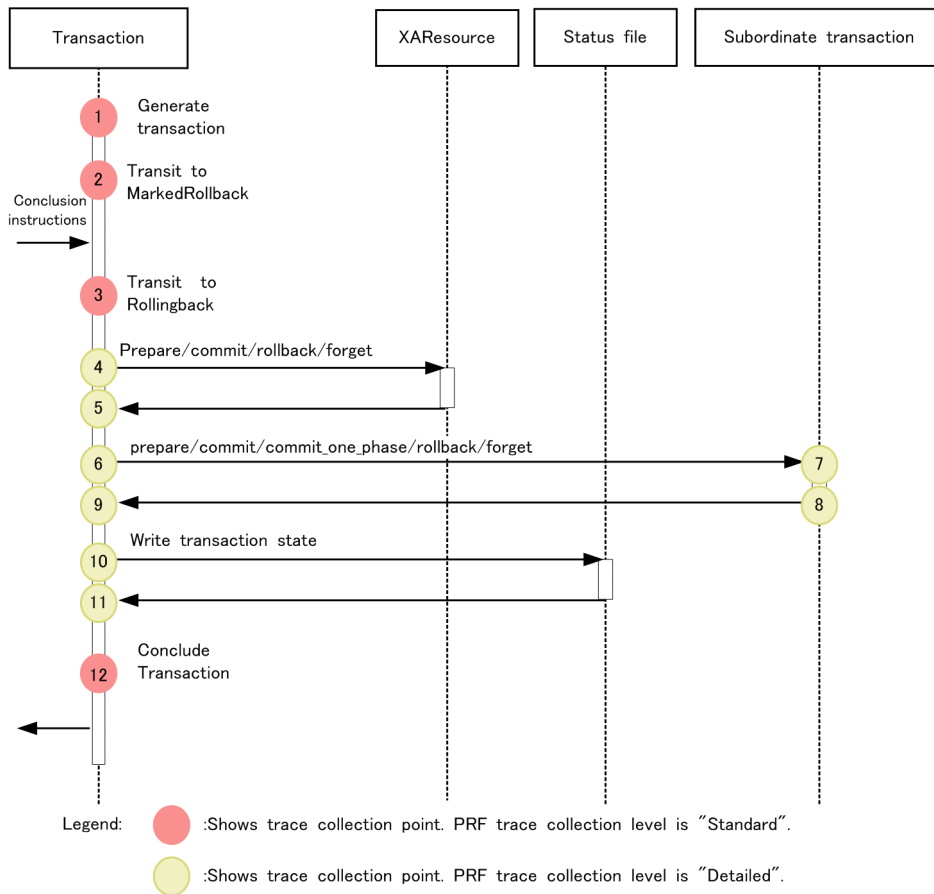 Transaction
XAResource
Status file
Subordinate transaction
1
Generate
transaction
2
Transit to
MarkedRollback
Conclusion
instructions
3
Transit to
Rollingback
Prepare/commit/rollback/forget
4
5
prepare/commit/commit_one_phase/rollback/forget
6
7
9
8
Write transaction state
10
11
Conclude
Transaction
12
Legend:
:Shows trace collection point. PRF trace collection level is "Standard".
:Shows trace collection point. PRF trace collection level is "Detailed".